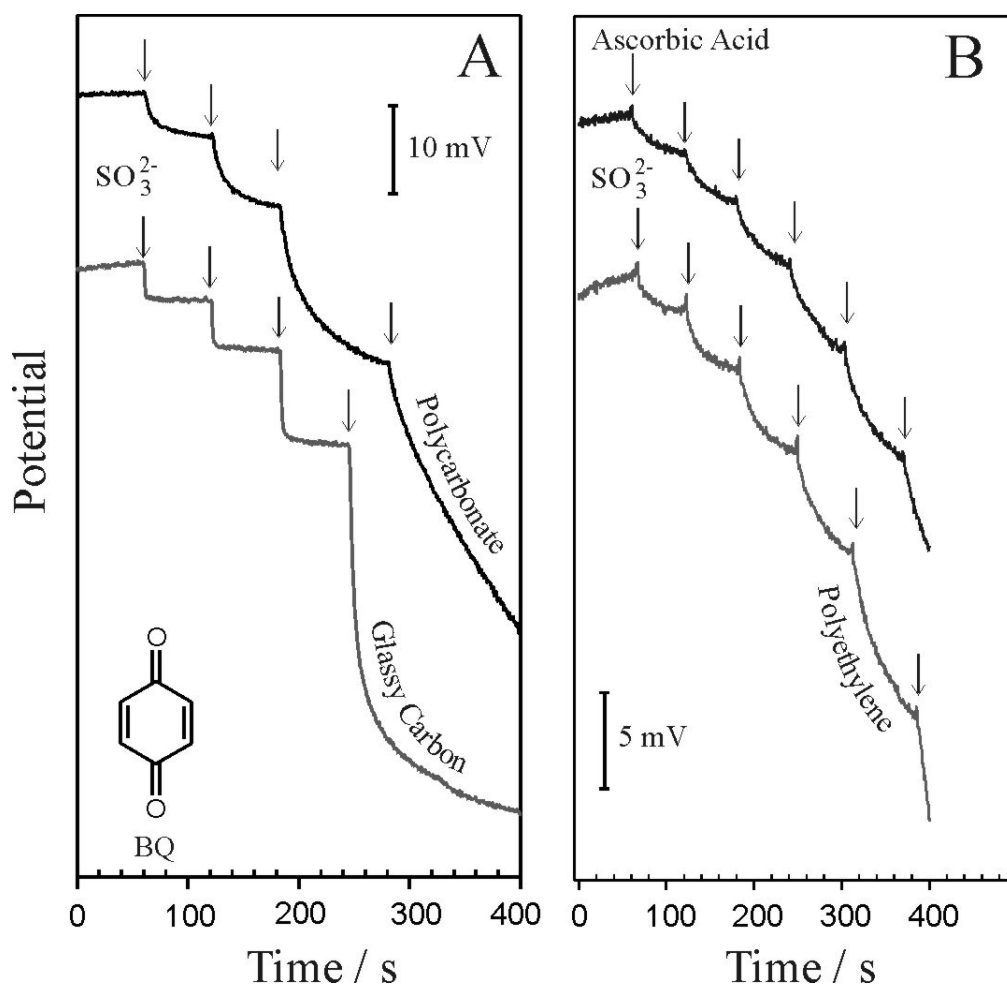 A
10 mV
SO₃²⁻
Polycarbonate
Glassy Carbon
O
O
BQ
Potential
0 100 200 300 400
Time / s
B
Ascorbic Acid
SO₃²⁻
Polyethylene
5 mV
0 100 200 300 400
Time / s